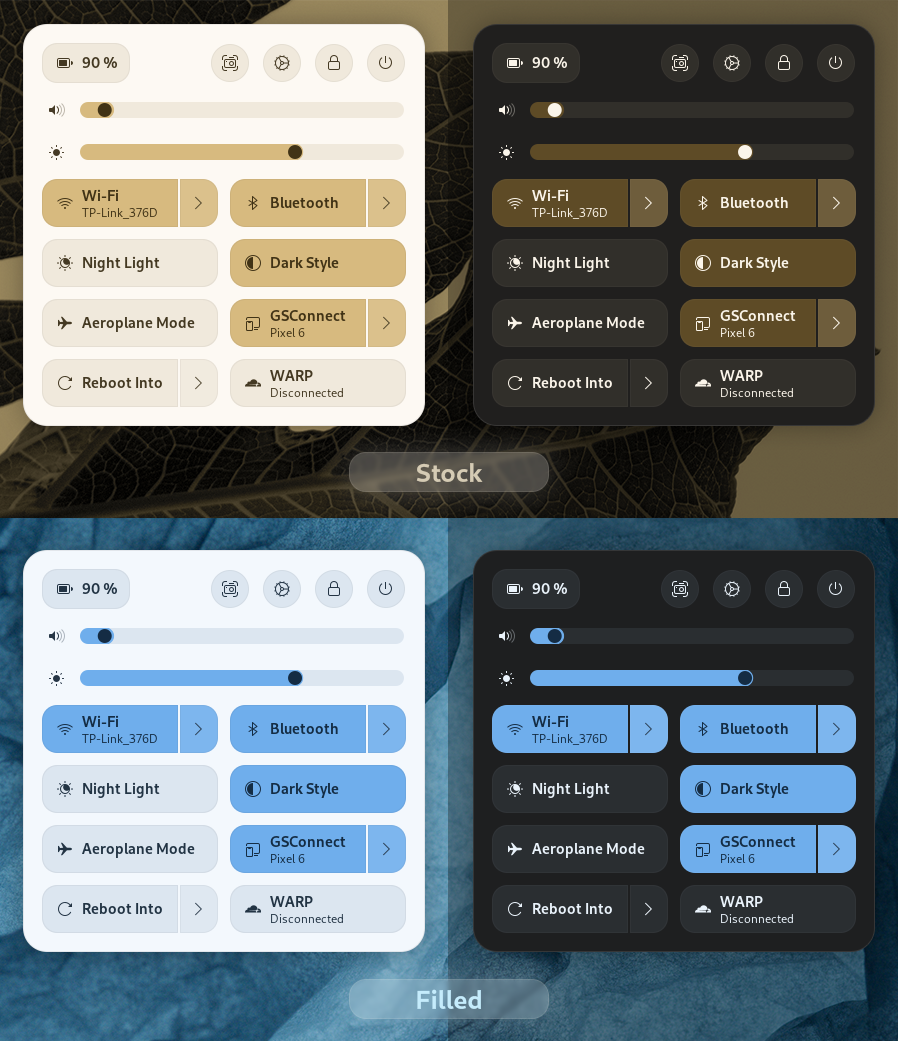 90 %
Wi-Fi
TP-Link_376D
Bluetooth
Night Light
Dark Style
Aeroplane Mode
GSConnect
Pixel 6
Reboot Into
WARP
Disconnected
90 %
Wi-Fi
TP-Link_376D
Bluetooth
Night Light
Dark Style
Aeroplane Mode
GSConnect
Pixel 6
Reboot Into
WARP
Disconnected
Stock
90 %
Wi-Fi
TP-Link_376D
Bluetooth
Night Light
Dark Style
Aeroplane Mode
GSConnect
Pixel 6
Reboot Into
WARP
Disconnected
90 %
Wi-Fi
TP-Link_376D
Bluetooth
Night Light
Dark Style
Aeroplane Mode
GSConnect
Pixel 6
Reboot Into
WARP
Disconnected
Filled